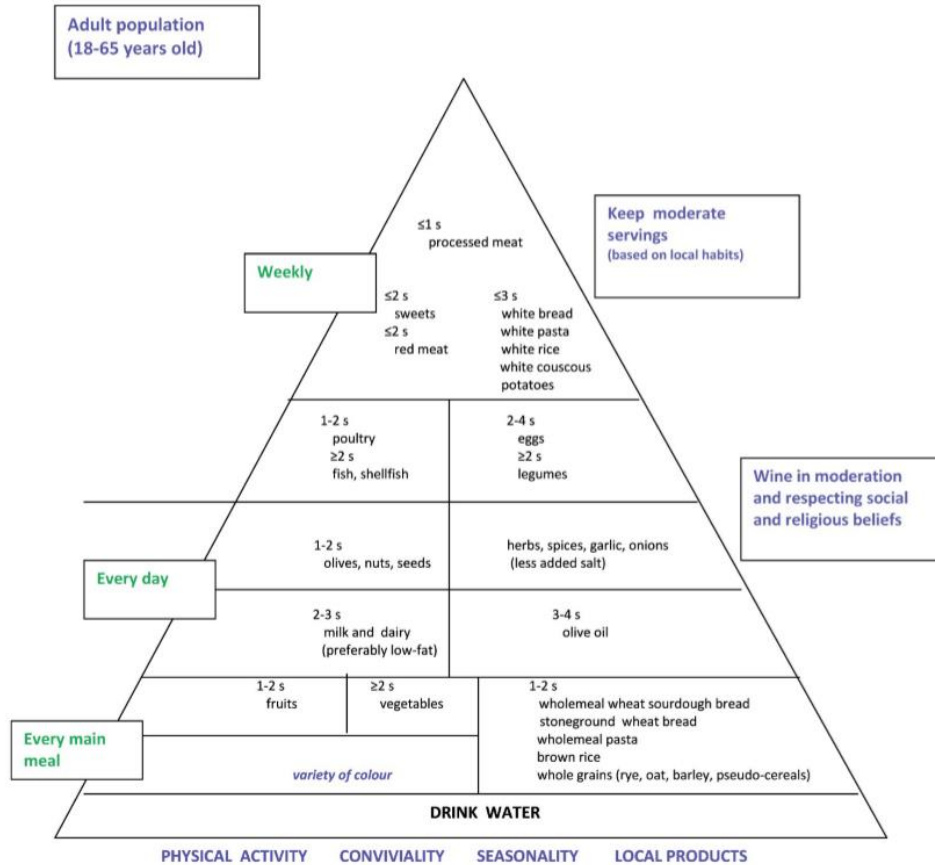 Adult population
(18-65 years old)
≤1 s
processed meat
Keep moderate
servings
(based on local habits)
Weekly
≤2 s
sweets
≤2 s
red meat
≤3 s
white bread
white pasta
white rice
white couscous
potatoes
1-2 s
poultry
≥2 s
fish, shellfish
2-4 s
eggs
≥2 s
legumes
Wine in moderation
and respecting social
and religious beliefs
Every day
1-2 s
olives, nuts, seeds
herbs, spices, garlic, onions
(less added salt)
2-3 s
milk and dairy
(preferably low-fat)
3-4 s
olive oil
Every main
meal
1-2 s
fruits
≥2 s
vegetables
variety of colour
1-2 s
wholemeal wheat sourdough bread
stoneground wheat bread
wholemeal pasta
brown rice
whole grains (rye, oat, barley, pseudo-cereals)
DRINK WATER
PHYSICAL ACTIVITY CONVIVIALITY SEASONALITY LOCAL PRODUCTS